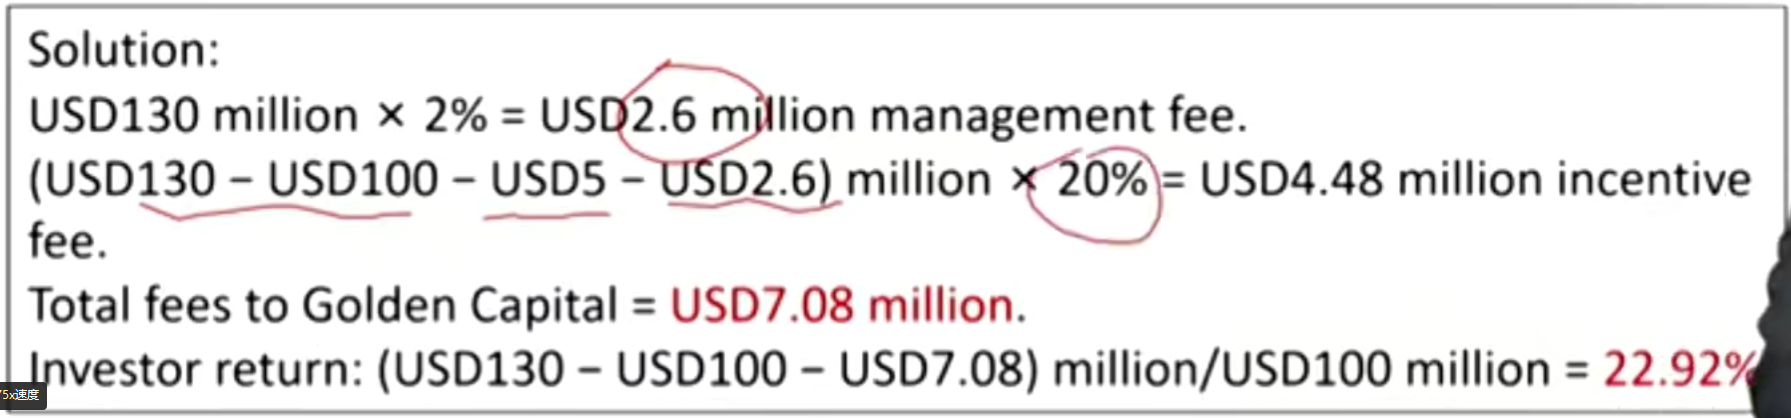 Solution:
USD130 million × 2% = USD2.6 million management fee.
(USD130 – USD100 – USD5 – USD2.6) million × 20% = USD4.48 million incentive
fee.
Total fees to Golden Capital = USD7.08 million.
Investor return: (USD130 – USD100 – USD7.08) million/USD100 million = 22.92%
5x速度